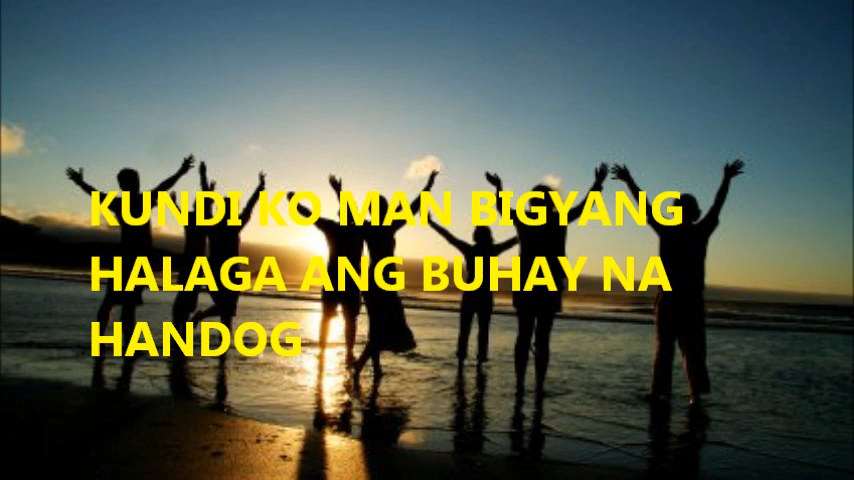 KUNDI KO MAN BIGYANG
HALAGA ANG BUHAY NA
HANDOG